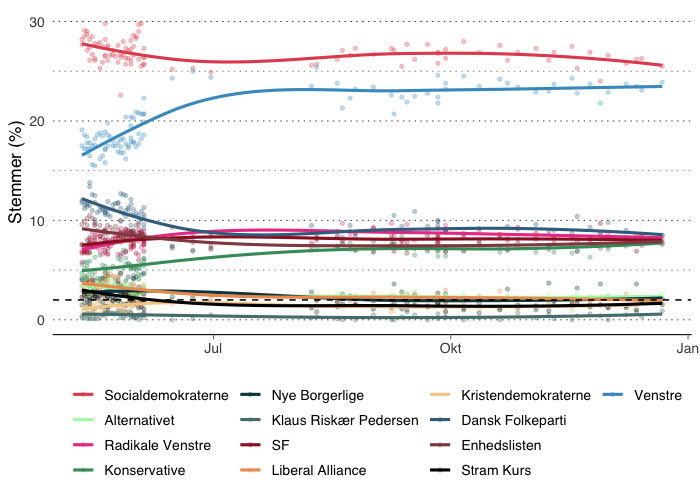 Stemmer (%)
30
20
10
0
Jul
Okt
Jan
Socialdemokraterne Nye Borgerlige Kristendemokraterne Venstre
Alternativet Klaus Riskær Pedersen Dansk Folkeparti
Radikale Venstre SF Enhedslisten
Konservative Liberal Alliance Stram Kurs